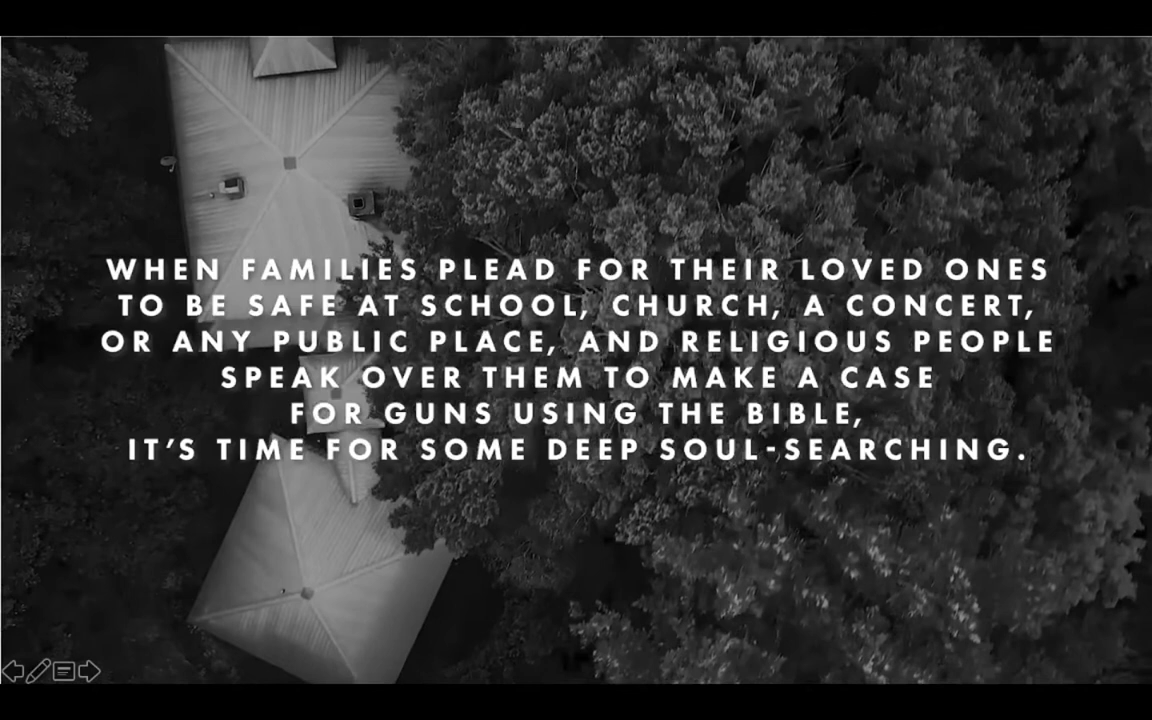 WHEN FAMILIES PLEAD FOR THEIR LOVED ONES
TO BE SAFE AT SCHOOL, CHURCH, A CONCERT,
OR ANY PUBLIC PLACE, AND RELIGIOUS PEOPLE
SPEAK OVER THEM TO MAKE A CASE
FOR GUNS USING THE BIBLE,
IT’S TIME FOR SOME DEEP SOUL-SEARCHING.